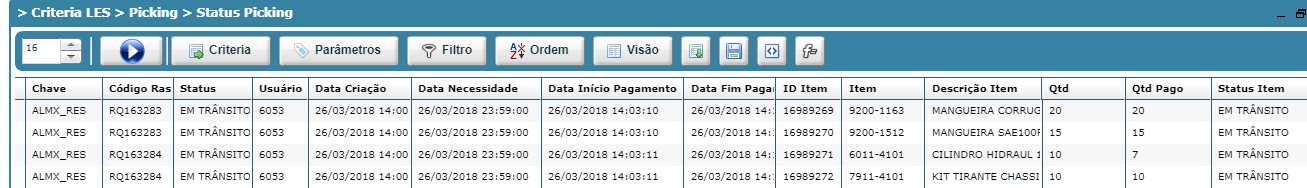 > Criteria LES > Picking > Status Picking
16 Criteria Parâmetros Filtro Ordem Visão
Chave Código Ras Status Usuário Data Criação Data Necessidade Data Início Pagamento Data Fim Paga ID Item Item Descrição Item Qtd Qtd Pago Status Item
ALMX_RES RQ163283 EM TRÂNSITO 6053 26/03/2018 14:00 26/03/2018 23:59:00 26/03/2018 14:03:10 26/03/2018 14: 16989269 9200-1163 MANGUEIRA CORRUG 20 20 EM TRÂNSITO
ALMX_RES RQ163283 EM TRÂNSITO 6053 26/03/2018 14:00 26/03/2018 23:59:00 26/03/2018 14:03:10 26/03/2018 14: 16989270 9200-1512 MANGUEIRA SAE100R 15 15 EM TRÂNSITO
ALMX_RES RQ163284 EM TRÂNSITO 6053 26/03/2018 14:00 26/03/2018 23:59:00 26/03/2018 14:03:11 26/03/2018 14: 16989271 6011-4101 CILINDRO HIDRAUL 1 10 7 EM TRÂNSITO
ALMX_RES RQ163284 EM TRÂNSITO 6053 26/03/2018 14:00 26/03/2018 23:59:00 26/03/2018 14:03:11 26/03/2018 14: 16989272 7911-4101 KIT TIRANTE CHASSI 10 10 EM TRÂNSITO